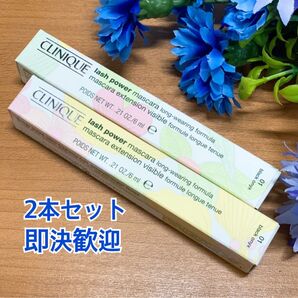 CLINIQUE
lash power mascara long-wearing formula
mascara extension visible formule longue tenue
POIDS NET WT. .21 OZ./6 ml ℮
01 black onyx
CLINIQUE
lash power mascara long-wearing formula
mascara extension visible formule longue tenue
POIDS NET WT. .21 OZ./6 ml ℮
01 black onyx
2本セット
即決歓迎